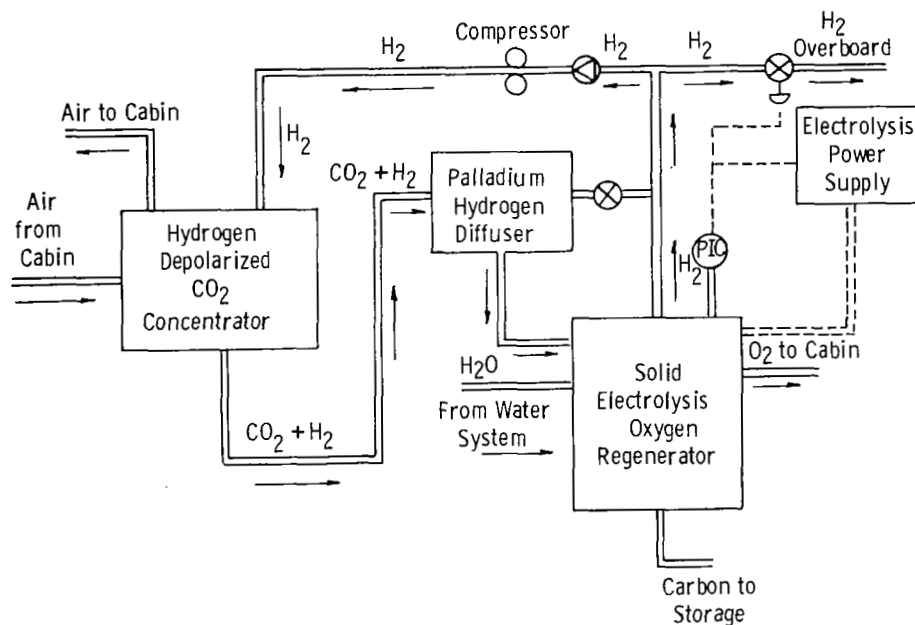 H2
Compressor
H2
H2
H2
Overboard
Air to Cabin
H2
CO2 + H2
Palladium
Hydrogen
Diffuser
Electrolysis
Power
Supply
Air
from
Cabin
Hydrogen
Depolarized
CO2
Concentrator
PIC
H2
H2O
From Water
System
Solid
Electrolysis
Oxygen
Regenerator
O2 to Cabin
CO2 + H2
Carbon to
Storage